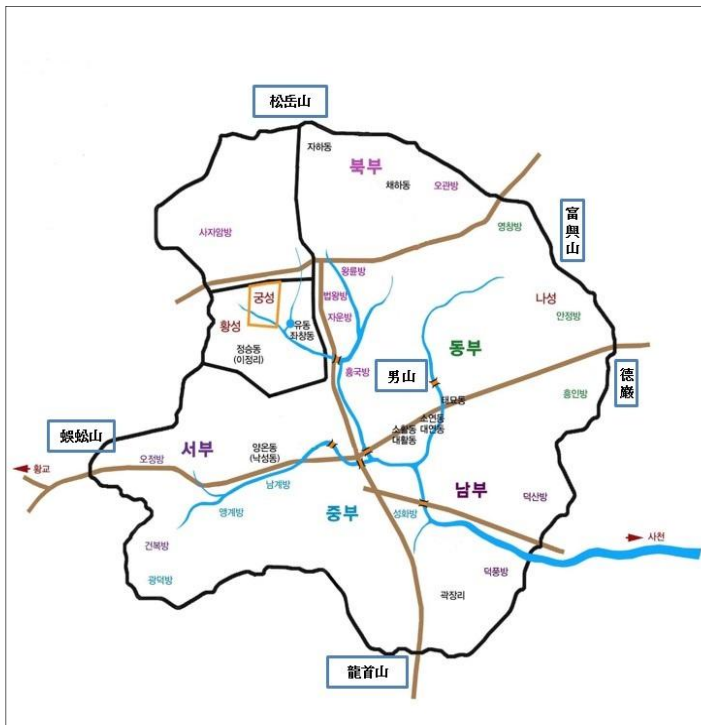 松岳山
자하동
북부
채하동
오관방
富
興
山
영창방
사자암방
왕륜방
궁성
법왕방
자운방
나성
안정방
황성
유동
좌창동
정승동
(이정리)
동부
흥국방
男山
德
巖
태묘동
흥인방
소연동
대연동
소활동
대활동
蜈蚣山
서부
양온동
(낙성동)
오정방
황교
남계방
앵계방
남부
덕산방
중부
성화방
사천
건복방
광덕방
덕풍방
곽장리
龍首山